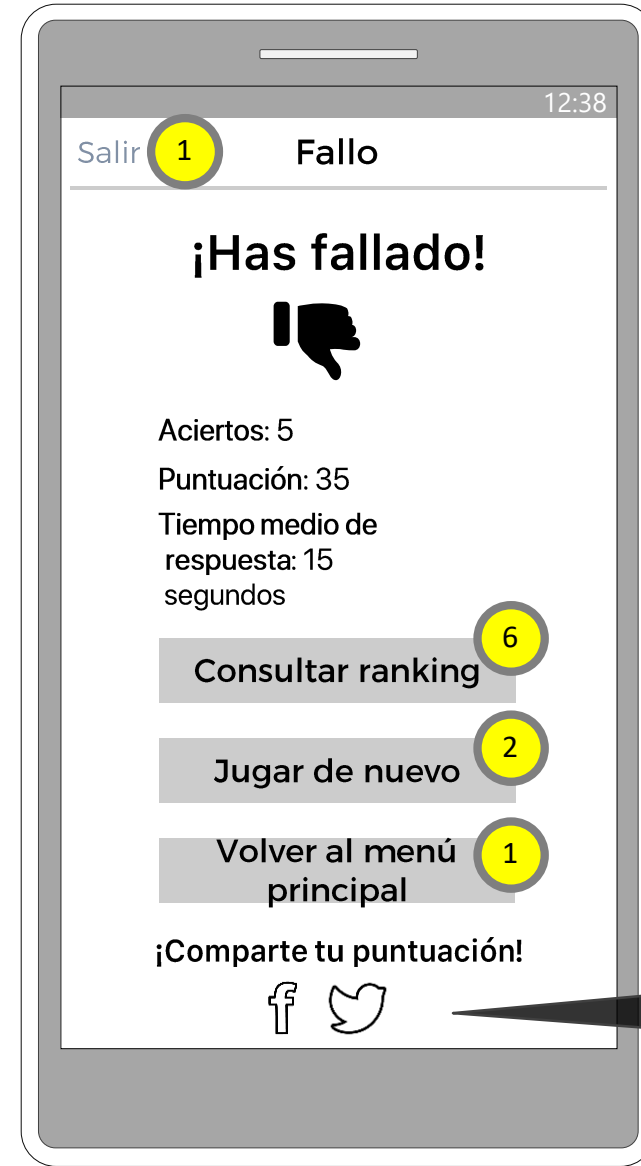 12:38
Salir 1 Fallo
¡Has fallado!
Aciertos: 5
Puntuación: 35
Tiempo medio de
respuesta: 15
segundos
6
Consultar ranking
2
Jugar de nuevo
Volver al menú 1
principal
¡Comparte tu puntuación!